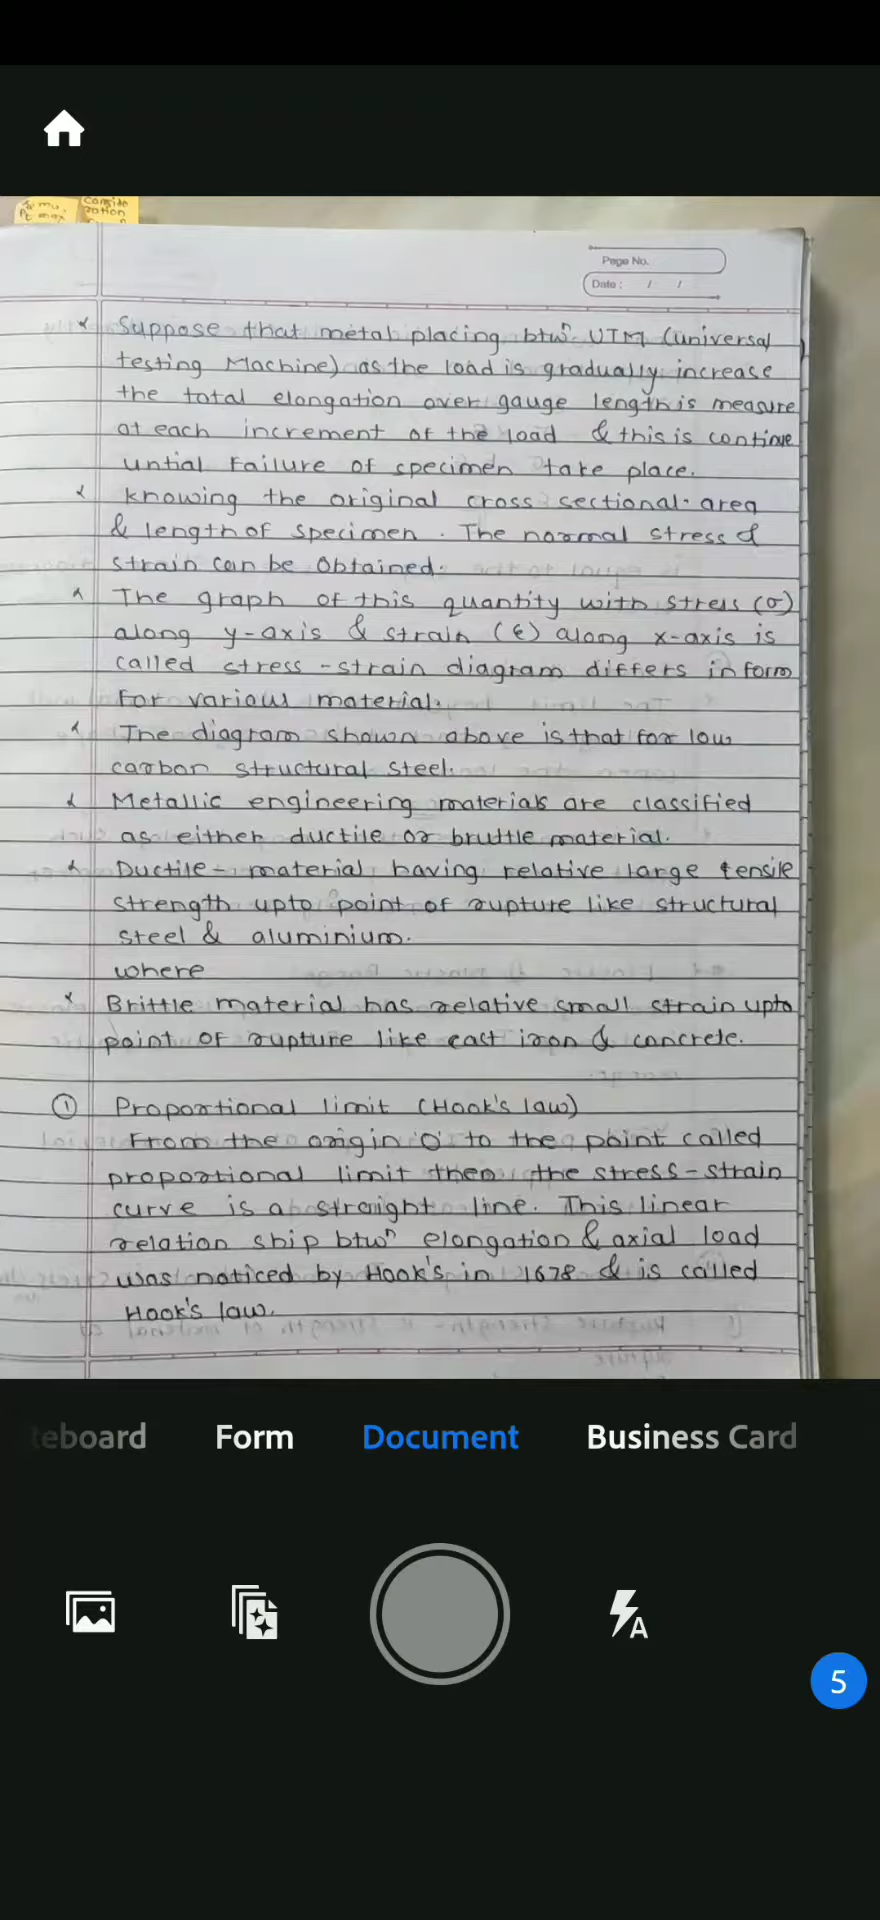 Formu.
Pt. max
Conside
ration
Page No.
Date : / /
Suppose that metal placing btwn UTM (universal
testing Machine) as the load is gradually increase
the total elongation over gauge length is measure
at each increment of the load & this is continue
untial failure of specimen take place.
knowing the original cross sectional area
& length of specimen. The normal stress &
strain can be obtained.
The graph of this quantity with stress (σ)
along y-axis & strain (ε) along x-axis is
called stress-strain diagram differs in form
for various material.
The diagram shown above is that for low
carbon structural steel.
Metallic engineering materials are classified
as either ductile or bruttle material.
Ductile - material having relative large tensile
strength upto point of rupture like structural
steel & aluminium.
where
Brittle material has relative small strain upto
point of rupture like cast iron & concrete.
① Proportional limit (Hook's law)
From the origin 'O' to the point called
proportional limit then the stress-strain
curve is a straight line. This linear
relation ship btwn elongation & axial load
was noticed by Hook's in 1678 & is called
Hook's law.
teboard Form Document Business Card
A
5